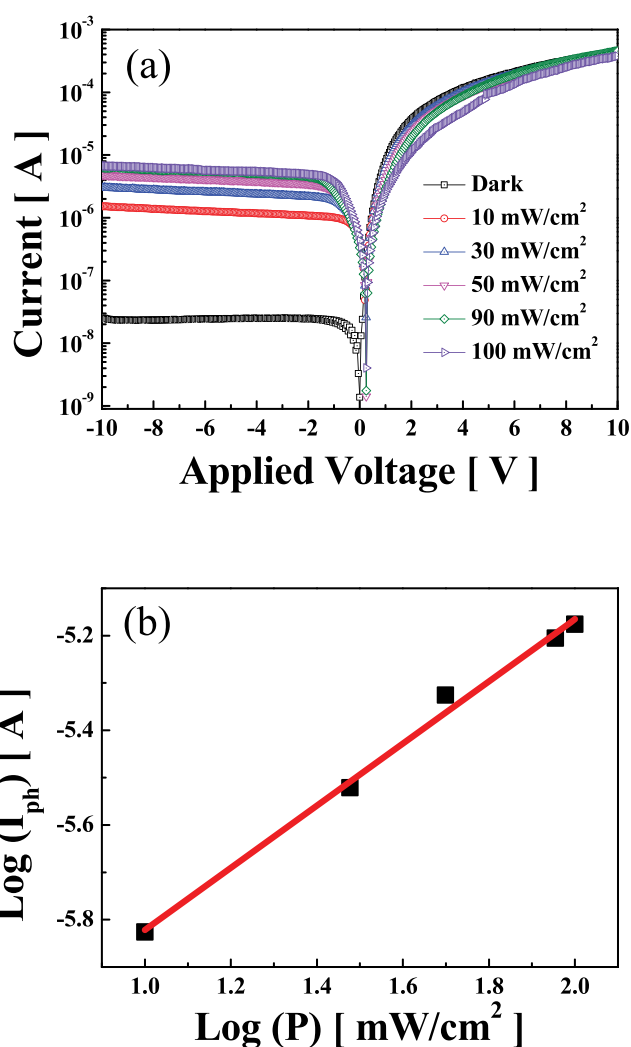 (a)
10⁻³
10⁻⁴
10⁻⁵
10⁻⁶
10⁻⁷
10⁻⁸
10⁻⁹
Current [ A ]
Dark
10 mW/cm²
30 mW/cm²
50 mW/cm²
90 mW/cm²
100 mW/cm²
-10 -8 -6 -4 -2 0 2 4 6 8 10
Applied Voltage [ V ]
(b)
-5.2
-5.4
-5.6
-5.8
Log (I_ph) [ A ]
1.0 1.2 1.4 1.6 1.8 2.0
Log (P) [ mW/cm² ]